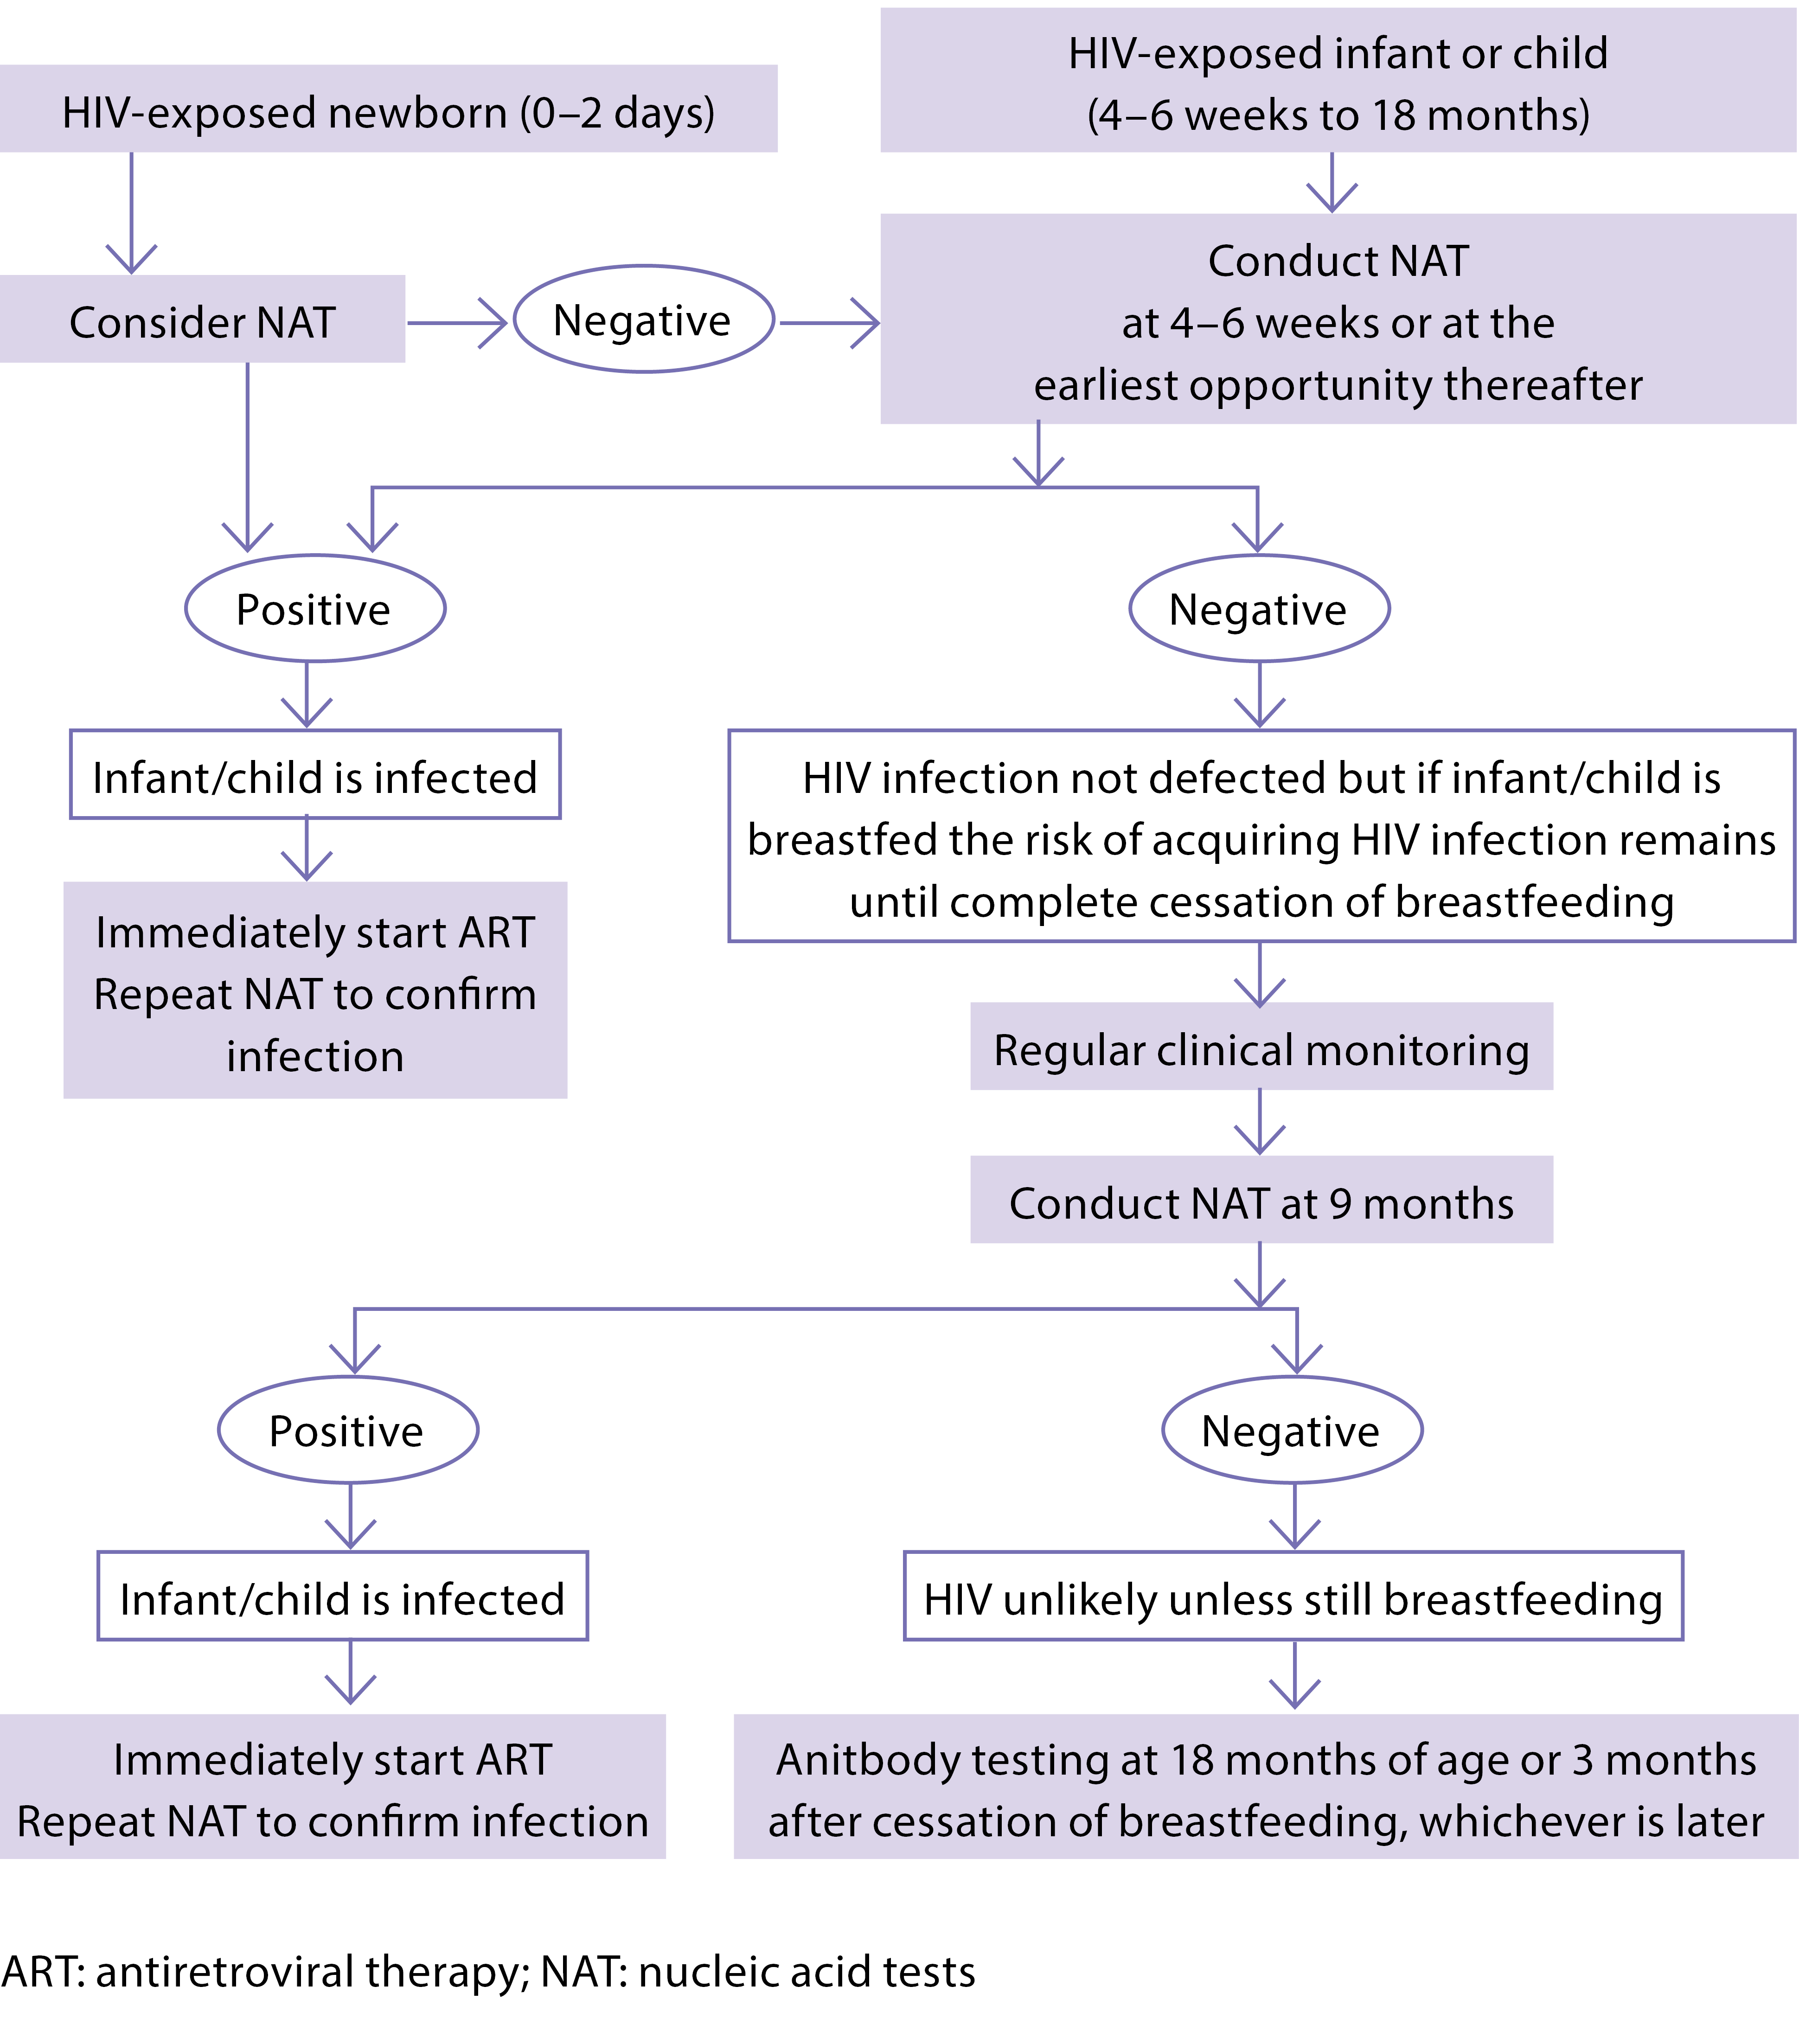 HIV-exposed newborn (0–2 days)
HIV-exposed infant or child
(4–6 weeks to 18 months)
Consider NAT
Negative
Conduct NAT
at 4–6 weeks or at the
earliest opportunity thereafter
Positive
Negative
Infant/child is infected
HIV infection not defected but if infant/child is
breastfed the risk of acquiring HIV infection remains
until complete cessation of breastfeeding
Immediately start ART
Repeat NAT to confirm
infection
Regular clinical monitoring
Conduct NAT at 9 months
Positive
Negative
Infant/child is infected
HIV unlikely unless still breastfeeding
Immediately start ART
Repeat NAT to confirm infection
Anitbody testing at 18 months of age or 3 months
after cessation of breastfeeding, whichever is later
ART: antiretroviral therapy; NAT: nucleic acid tests